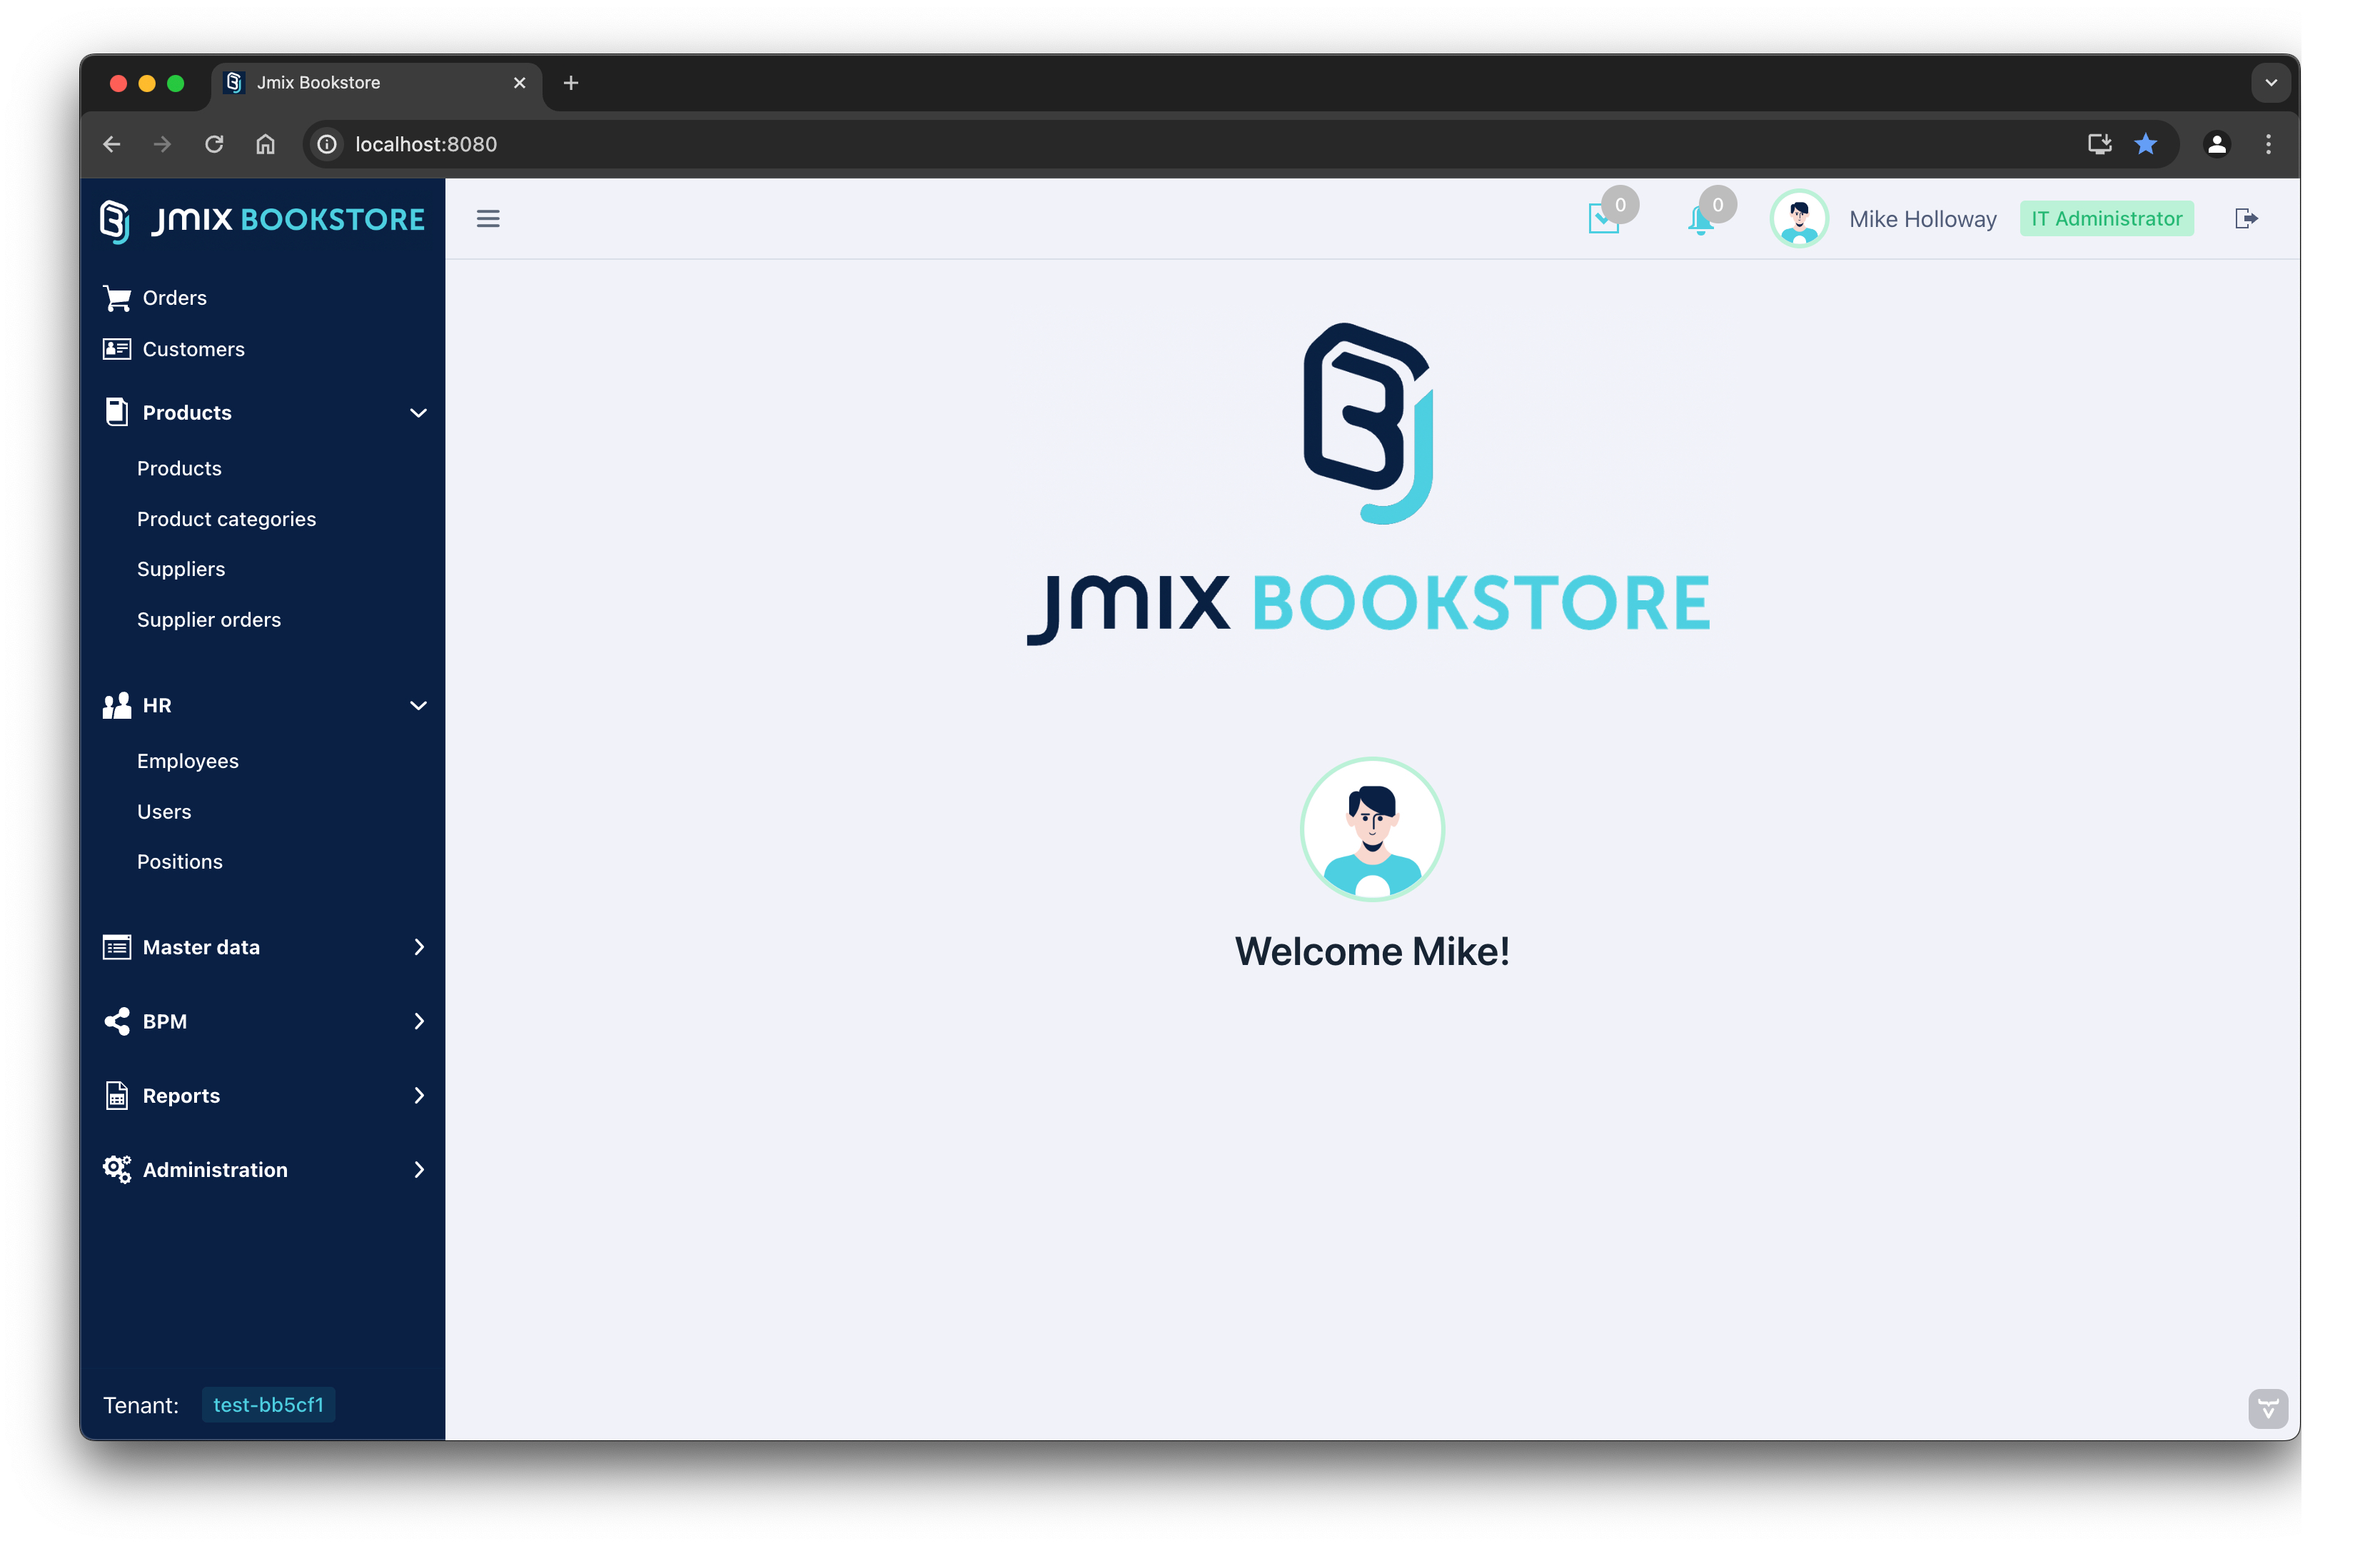 Jmix Bookstore
localhost:8080
JMIX BOOKSTORE
0
0
Mike Holloway
IT Administrator
Orders
Customers
Products
Products
Product categories
Suppliers
Supplier orders
HR
Employees
Users
Positions
Master data
BPM
Reports
Administration
Tenant: test-bb5cf1
JMIX BOOKSTORE
Welcome Mike!